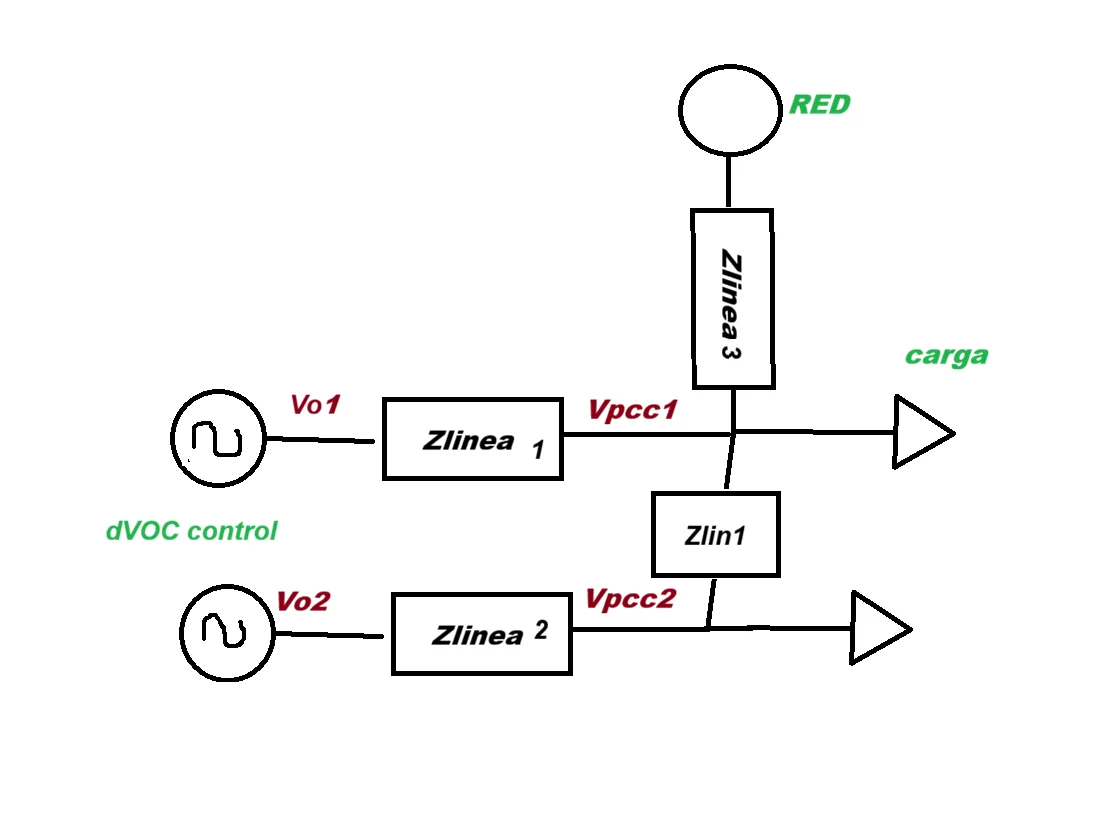 RED
Zlinea 3
carga
Vo1
Vpcc1
Zlinea 1
dVOC control
Zlin1
Vo2
Vpcc2
Zlinea 2